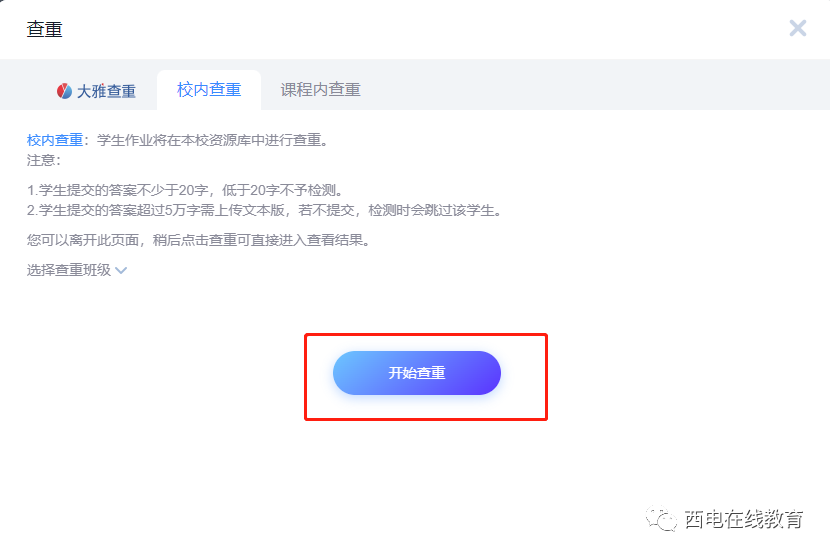 查重
大雅查重
校内查重
课程内查重
校内查重：学生作业将在本校资源库中进行查重。
注意：
1.学生提交的答案不少于20字，低于20字不予检测。
2.学生提交的答案超过5万字需上传文本版，若不提交，检测时会跳过该学生。
您可以离开此页面，稍后点击查重可直接进入查看结果。
选择查重班级
开始查重
西电在线教育